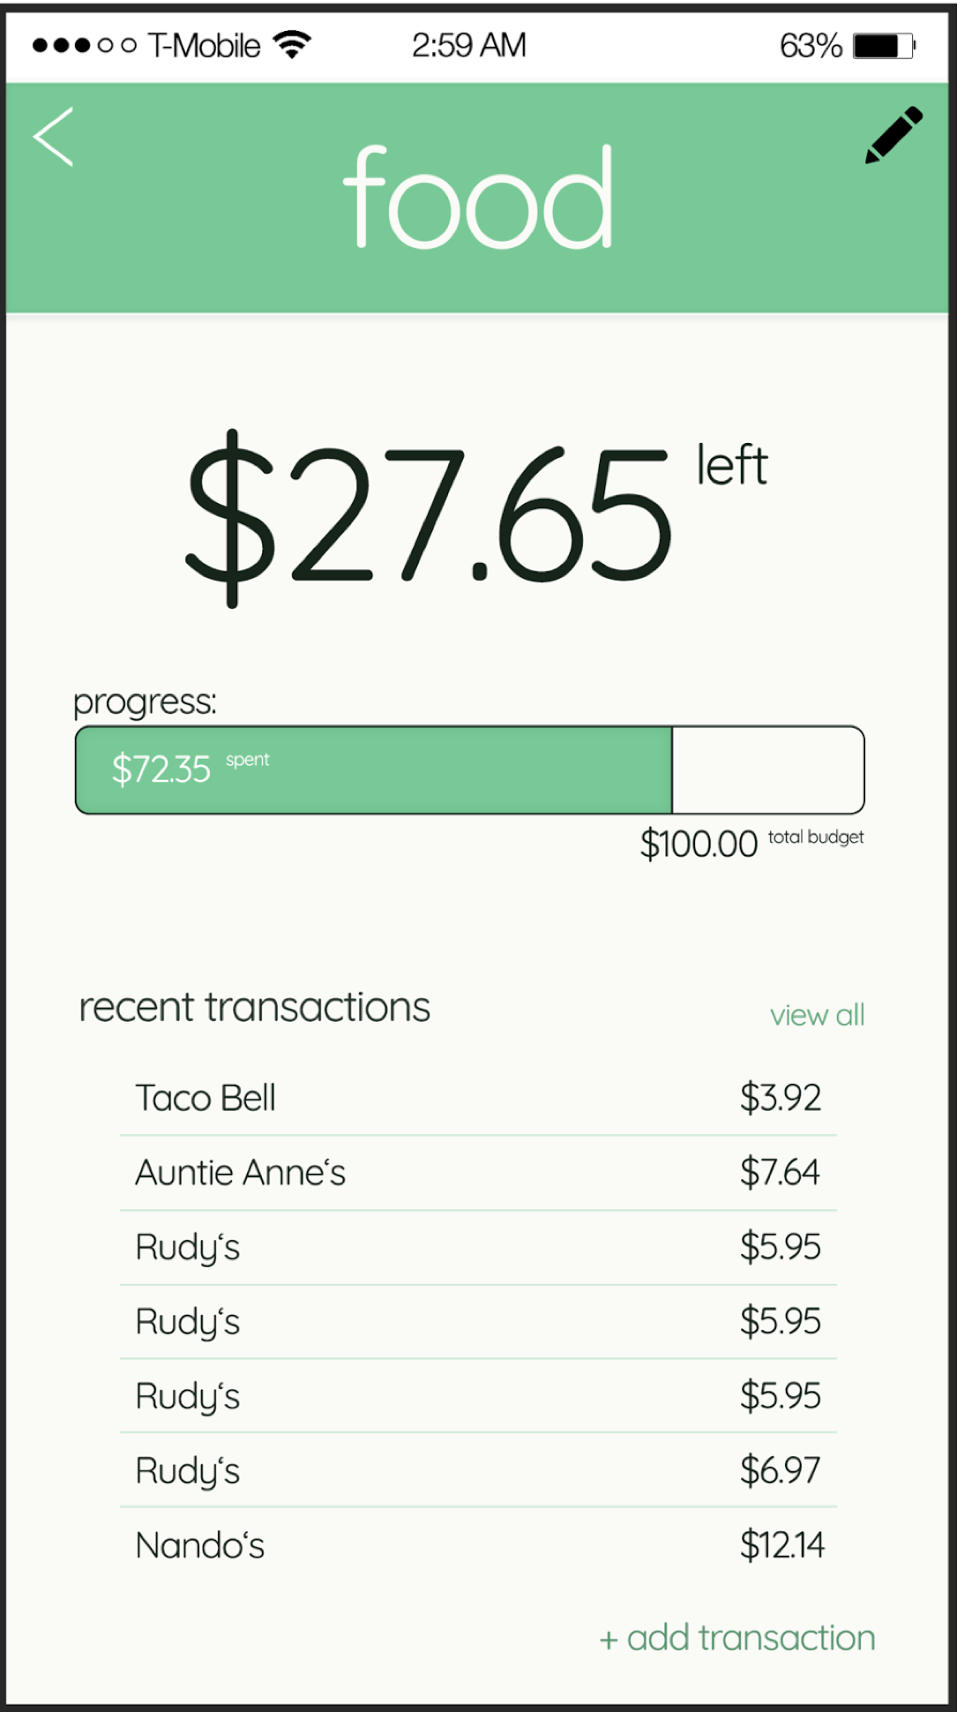 T-Mobile 2:59 AM 63%
food
$27.65 left
progress:
$72.35 spent
$100.00 total budget
recent transactions view all
Taco Bell $3.92
Auntie Anne‘s $7.64
Rudy‘s $5.95
Rudy‘s $5.95
Rudy‘s $5.95
Rudy‘s $6.97
Nando‘s $12.14
+ add transaction